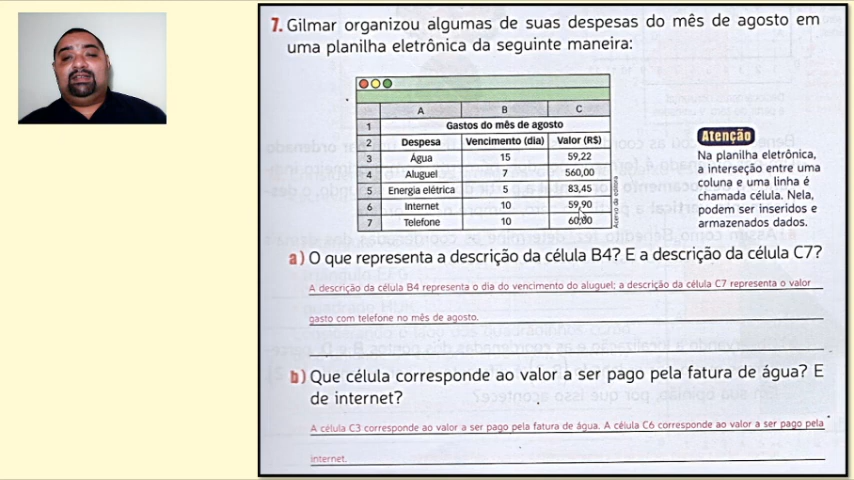 7. Gilmar organizou algumas de suas despesas do mês de agosto em
uma planilha eletrônica da seguinte maneira:
A B C
1 Gastos do mês de agosto
2 Despesa Vencimento (dia) Valor (R$)
3 Água 15 59,22
4 Aluguel 7 560,00
5 Energia elétrica 5 83,45
6 Internet 10 59,90
7 Telefone 10 60,00
Atenção
Na planilha eletrônica,
a interseção entre uma
coluna e uma linha é
chamada célula. Nela,
podem ser inseridos e
armazenados dados.
a) O que representa a descrição da célula B4? E a descrição da célula C7?
A descrição da célula B4 representa o dia do vencimento do aluguel; a descrição da célula C7 representa o valor
gasto com telefone no mês de agosto.
b) Que célula corresponde ao valor a ser pago pela fatura de água? E
de internet?
A célula C3 corresponde ao valor a ser pago pela fatura de água. A célula C6 corresponde ao valor a ser pago pela
internet.